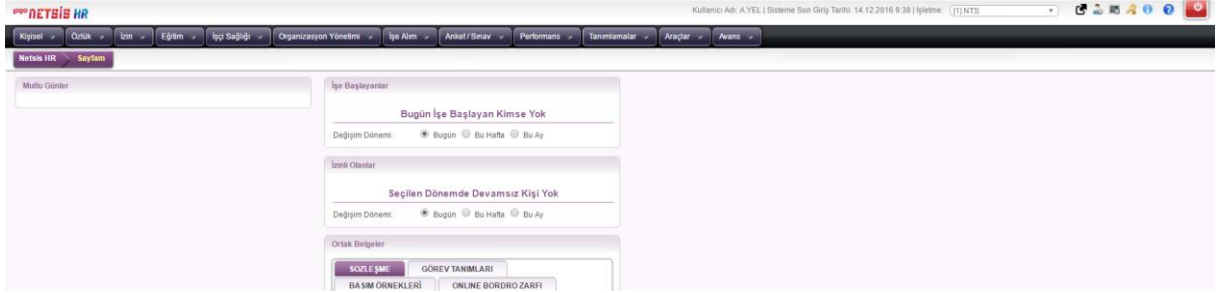 logo NETSİS HR
Kullanıcı Adı: A.YEL | Sisteme Son Giriş Tarihi: 14.12.2016 9:38 | İşletme: [1] NTS
Kişisel Özlük İzin Eğitim İşçi Sağlığı Organizasyon Yönetimi İşe Alım Anket / Sınav Performans Tanımlamalar Araçlar Avans
Netsis HR Sayfam
Mutlu Günler
İşe Başlayanlar
Bugün İşe Başlayan Kimse Yok
Değişim Dönemi: Bugün Bu Hafta Bu Ay
İzinli Olanlar
Seçilen Dönemde Devamsız Kişi Yok
Değişim Dönemi: Bugün Bu Hafta Bu Ay
Ortak Belgeler
SOZLEŞME GÖREV TANIMLARI
BASIM ÖRNEKLERİ ONLINE BORDRO ZARFI